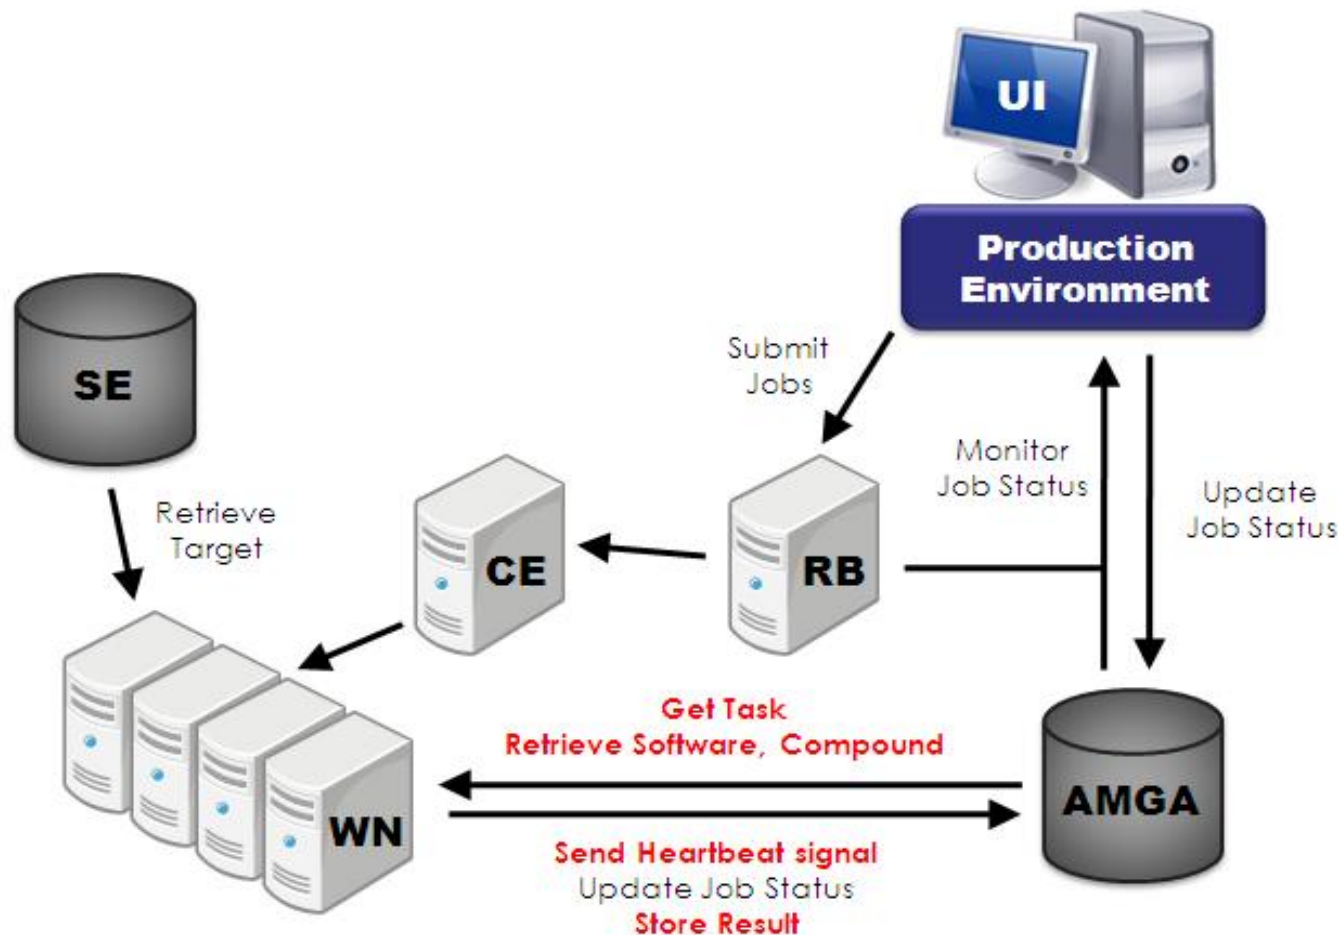 UI
Production
Environment
SE
Submit
Jobs
Monitor
Job Status
Update
Job Status
Retrieve
Target
CE
RB
Get Task
Retrieve Software, Compound
WN
AMGA
Send Heartbeat signal
Update Job Status
Store Result